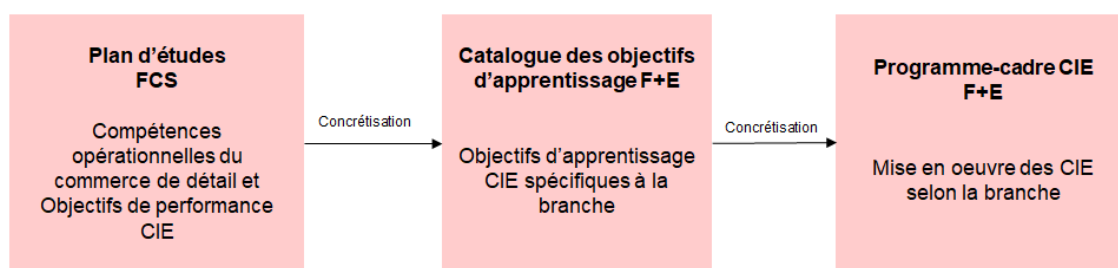 Plan d'études
FCS
Compétences
opérationnelles du
commerce de détail et
Objectifs de performance
CIE
Concrétisation
Catalogue des objectifs
d'apprentissage F+E
Objectifs d'apprentissage
CIE spécifiques à la
branche
Concrétisation
Programme-cadre CIE
F+E
Mise en oeuvre des CIE
selon la branche